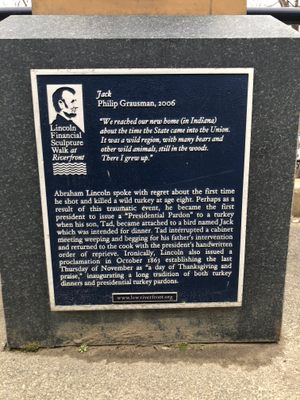 Jack
Philip Grausman, 2006
"We reached our new home (in Indiana)
about the time the State came into the Union.
It was a wild region, with many bears and
other wild animals, still in the woods.
There I grew up."
Lincoln
Financial
Sculpture
Walk at
Riverfront
Abraham Lincoln spoke with regret about the first time
he shot and killed a wild turkey at age eight. Perhaps as a
result of this traumatic event, he became the first
president to issue a "Presidential Pardon" to a turkey
when his son, Tad, became attached to a bird named Jack
which was intended for dinner. Tad interrupted a cabinet
meeting weeping and begging for his father's intervention
and returned to the cook with the president's handwritten
order of reprieve. Ironically, Lincoln also issued a
proclamation in October 1863 establishing the last
Thursday of November as "a day of Thanksgiving and
praise," inaugurating a long tradition of both turkey
dinners and presidential turkey pardons.
www.louriverfront.org